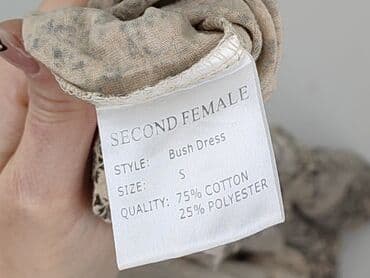 SECOND FEMALE
STYLE: Bush Dress
SIZE: S
QUALITY: 75% COTTON
25% POLYESTER